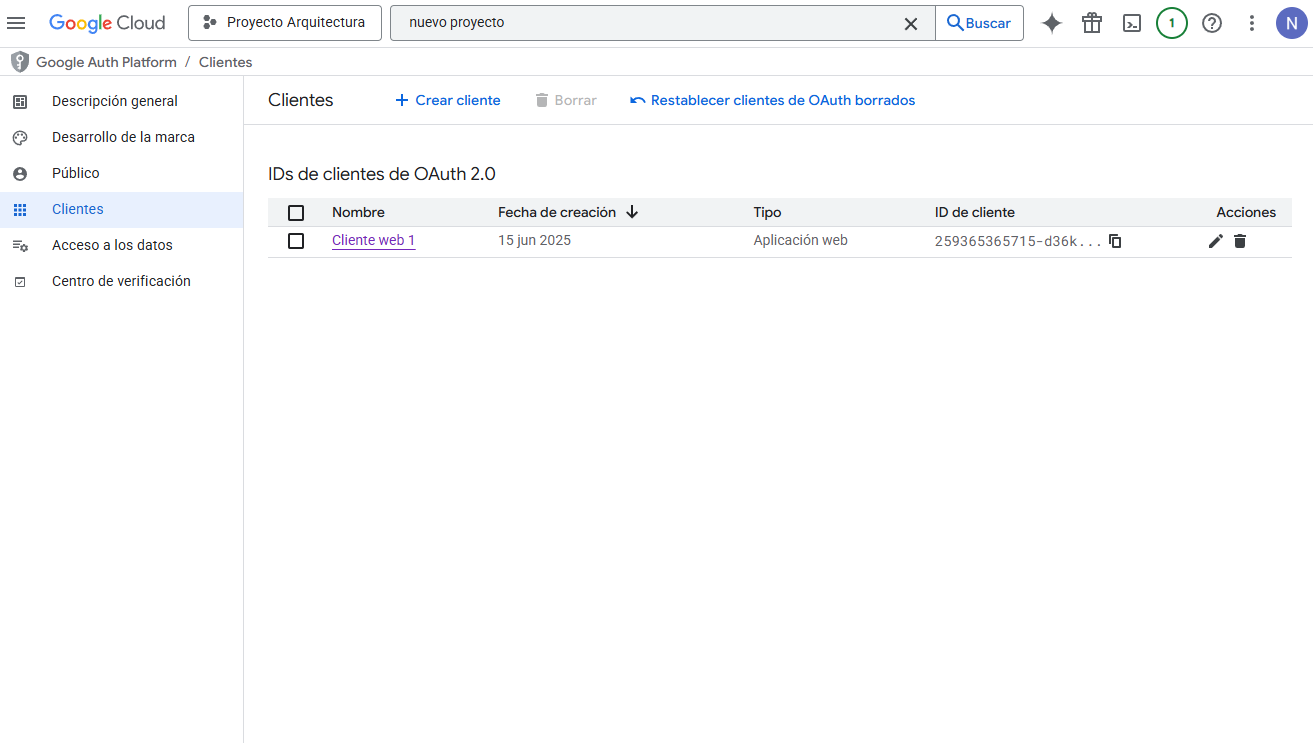 Google Cloud Proyecto Arquitectura nuevo proyecto Buscar 1 N
Google Auth Platform / Clientes
Descripción general
Desarrollo de la marca
Público
Clientes
Acceso a los datos
Centro de verificación
Clientes Crear cliente Borrar Restablecer clientes de OAuth borrados
IDs de clientes de OAuth 2.0
Nombre Fecha de creación Tipo ID de cliente Acciones
Cliente web 1 15 jun 2025 Aplicación web 259365365715-d36k...